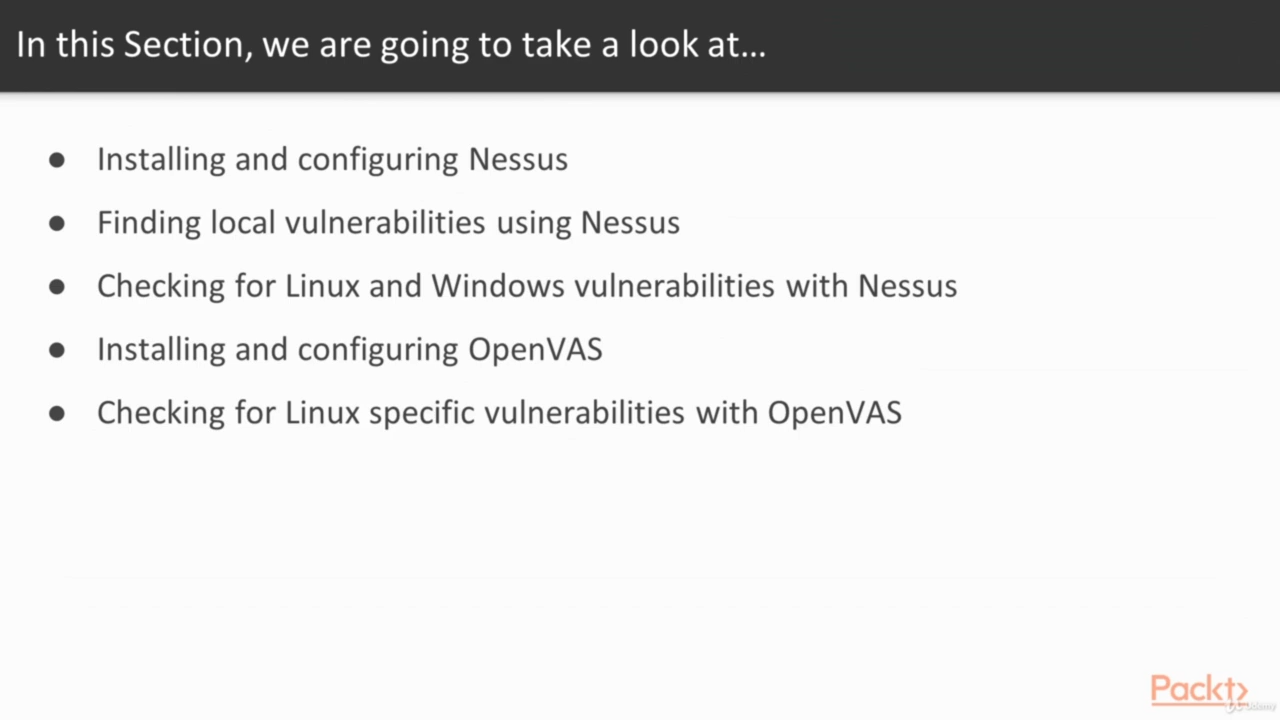 In this Section, we are going to take a look at...
● Installing and configuring Nessus
● Finding local vulnerabilities using Nessus
● Checking for Linux and Windows vulnerabilities with Nessus
● Installing and configuring OpenVAS
● Checking for Linux specific vulnerabilities with OpenVAS
Packt
Udemy